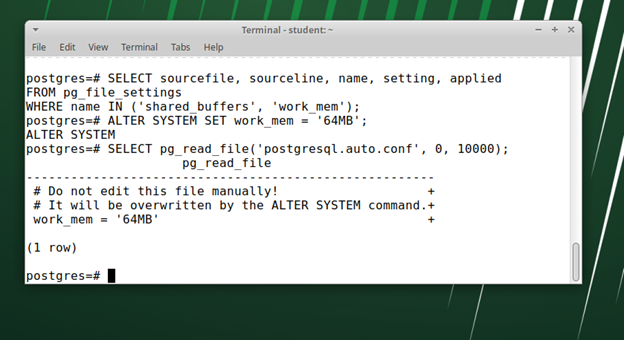 Terminal - student: ~
File Edit View Terminal Tabs Help
postgres=# SELECT sourcefile, sourceline, name, setting, applied
FROM pg_file_settings
WHERE name IN ('shared_buffers', 'work_mem');
postgres=# ALTER SYSTEM SET work_mem = '64MB';
ALTER SYSTEM
postgres=# SELECT pg_read_file('postgresql.auto.conf', 0, 10000);
pg_read_file
-------------------------------------------------------
# Do not edit this file manually! +
# It will be overwritten by the ALTER SYSTEM command.+
work_mem = '64MB' +
(1 row)
postgres=#